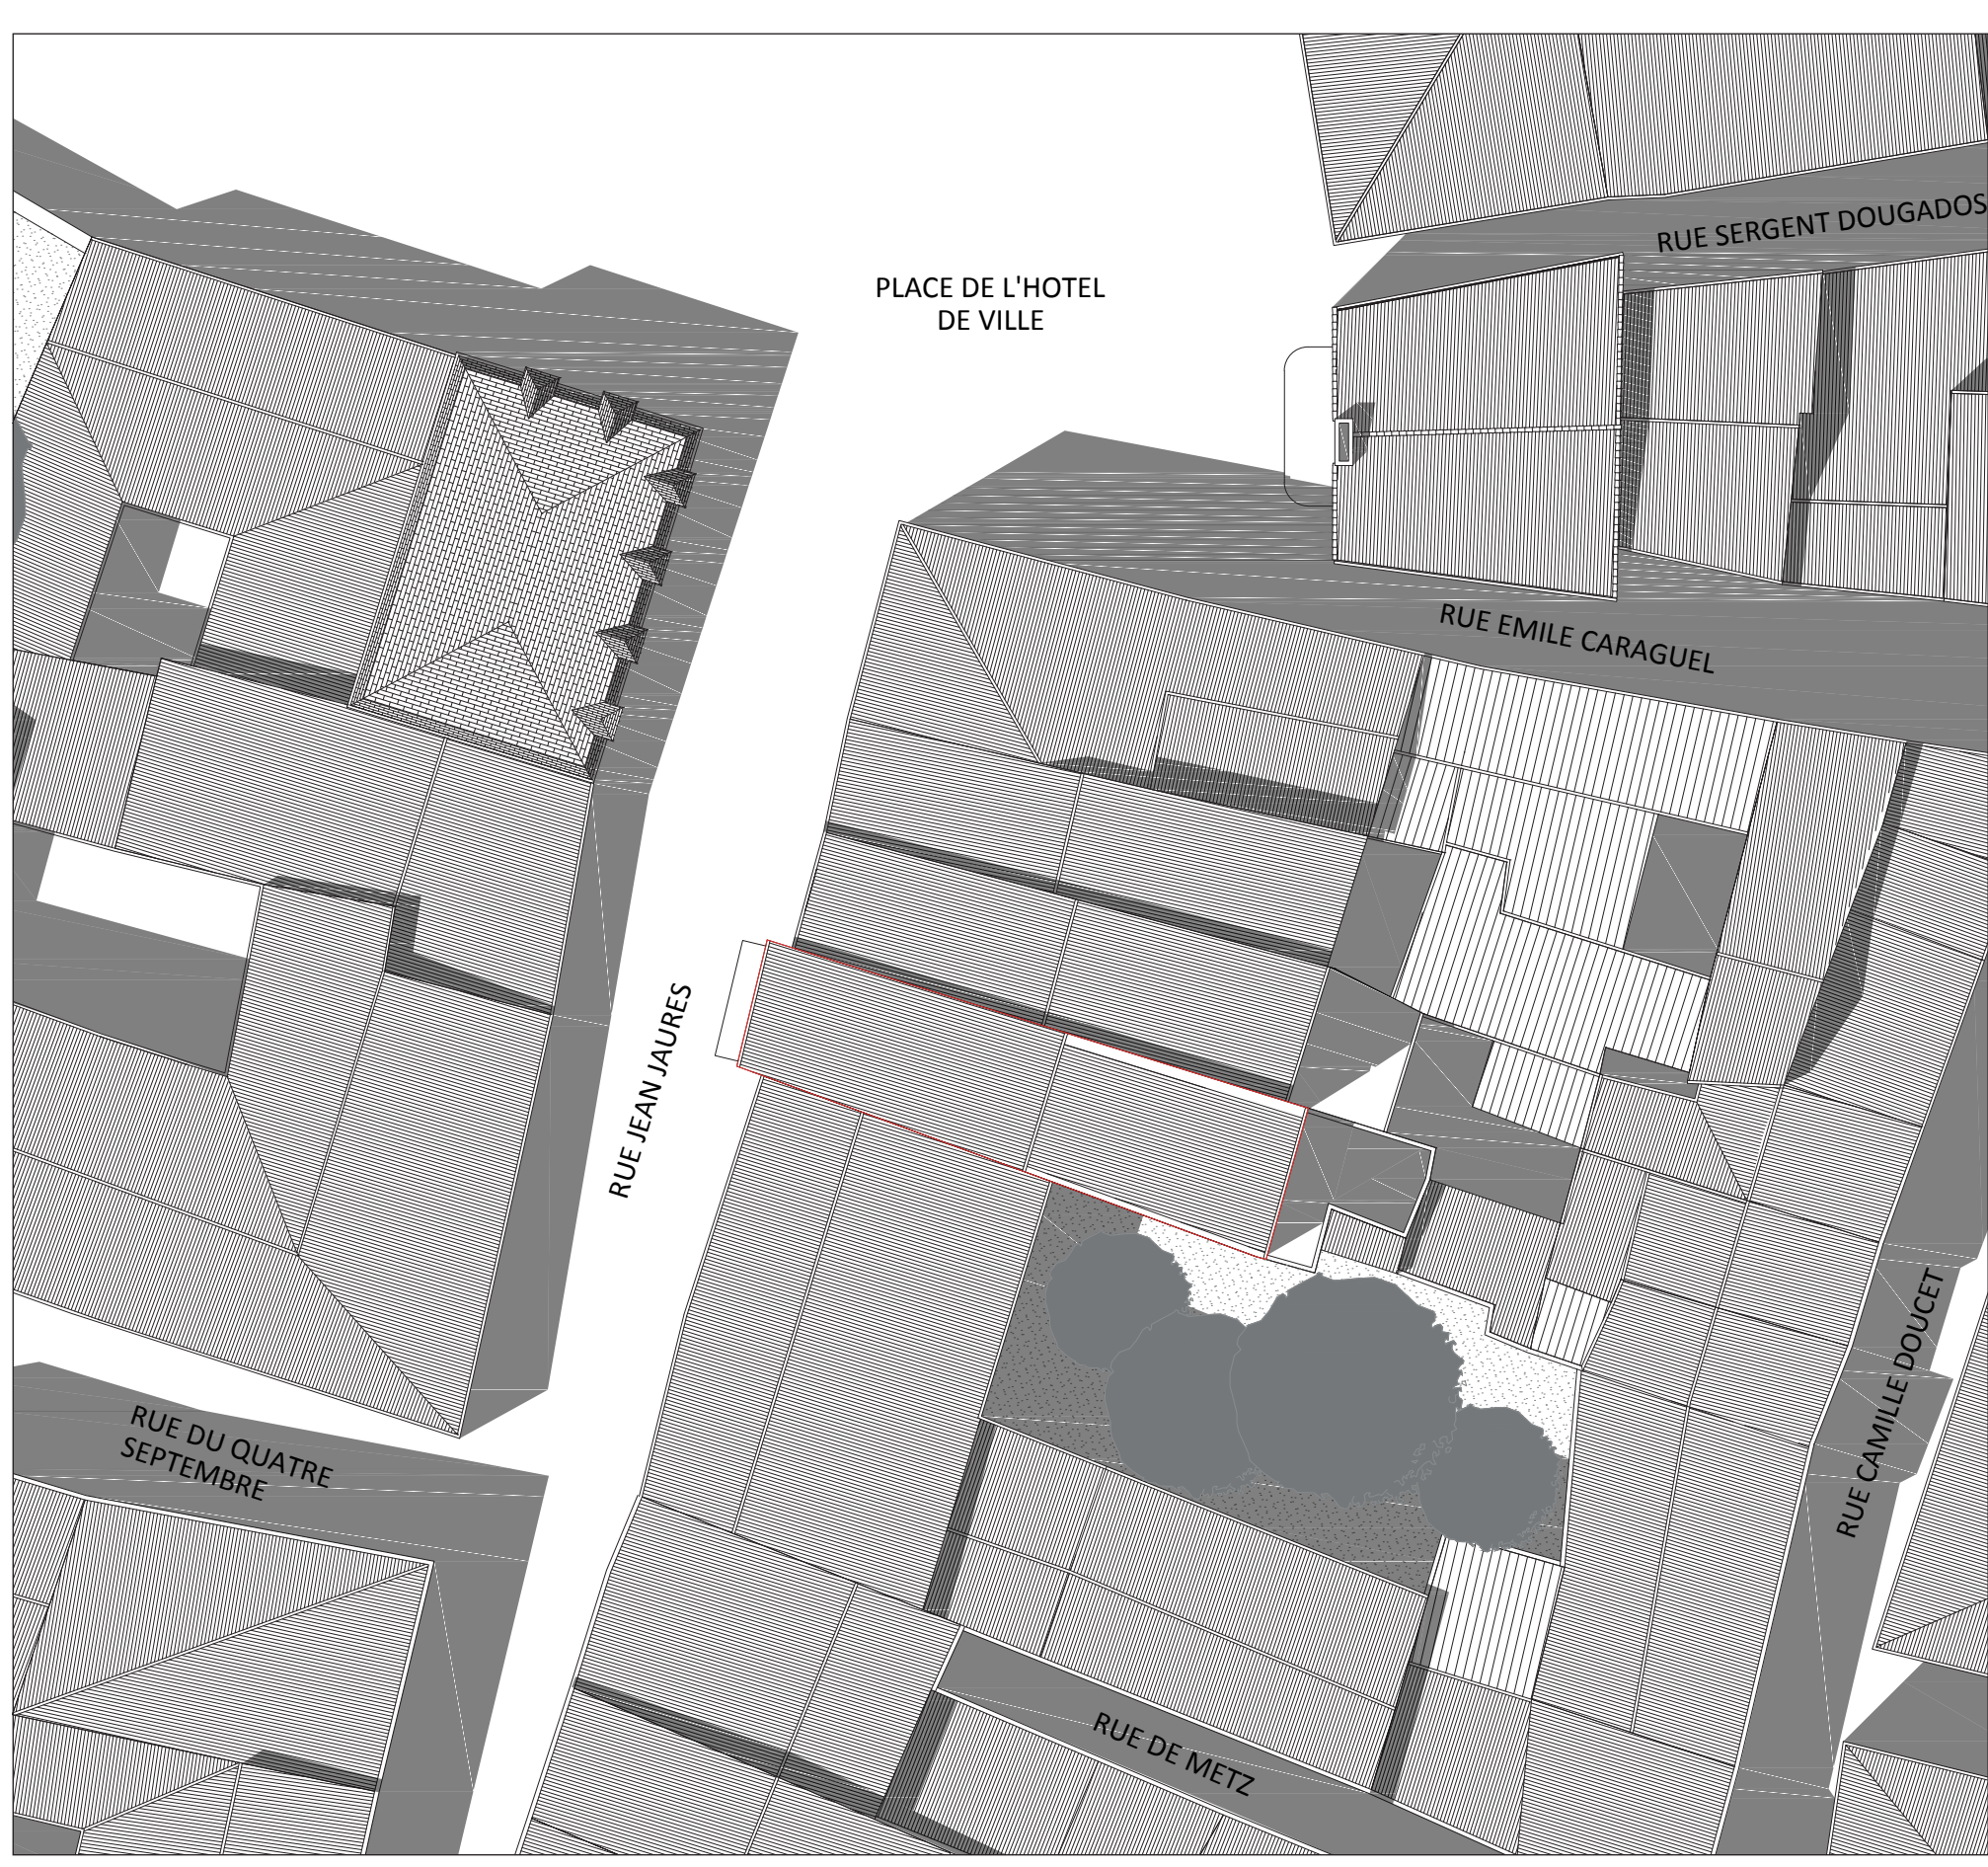 RUE SERGENT DOUGADOS
PLACE DE L'HOTEL
DE VILLE
RUE EMILE CARAGUEL
RUE JEAN JAURES
RUE CAMILLE DOUCET
RUE DU QUATRE
SEPTEMBRE
RUE DE METZ